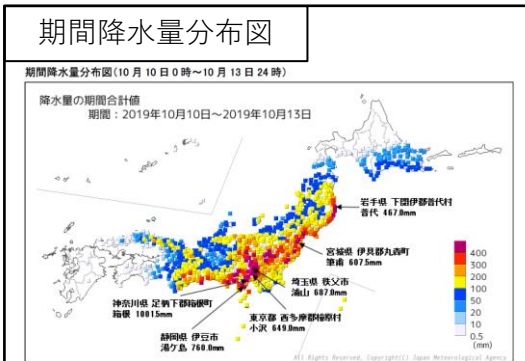 期間降水量分布図
期間降水量分布図(10月10日0時～10月13日24時)
降水量の期間合計値
期間：2019年10月10日～2019年10月13日
岩手県 下閉伊郡普代村
普代 467.0mm
宮城県 伊具郡丸森町
筆甫 607.5mm
埼玉県 秩父市
浦山 687.0mm
東京都 西多摩郡檜原村
小沢 649.0mm
神奈川県 足柄下郡箱根町
箱根 1001.5mm
静岡県 伊豆市
湯ケ島 760.0mm
400
300
200
100
50
20
10
0.5
(mm)
All Rights Reserved, Copyright(C) Japan Meteorological Agency